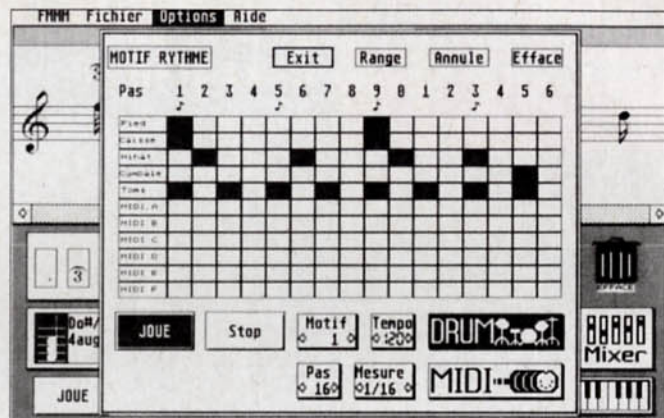 FMMM Fichier Options Aide
MOTIF RYTHME Exit Range Annule Efface
Pas 1 2 3 4 5 6 7 8 9 0 1 2 3 4 5 6
Pied
Caisse
Hihat
Cymbale
Toms
MIDI A
MIDI B
MIDI C
MIDI D
MIDI E
MIDI F
3
EFFACE
Do#/
4aug
JOUE Stop Motif
1
Tempo
120
DRUM
Mixer
JOUE
Pas
16
Mesure
1/16
MIDI